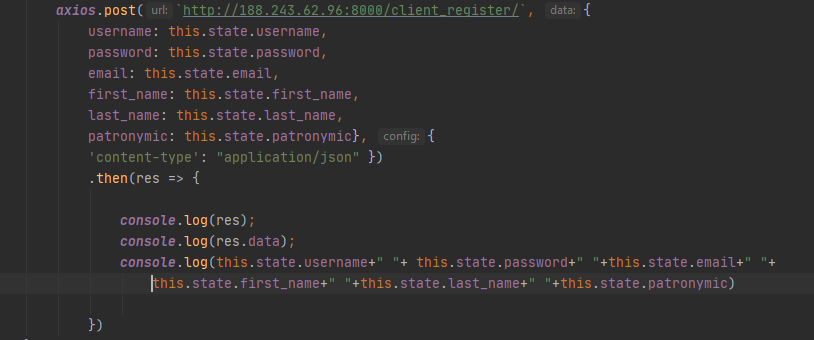 axios.post( url: `http://188.243.62.96:8000/client_register/`, data: {
username: this.state.username,
password: this.state.password,
email: this.state.email,
first_name: this.state.first_name,
last_name: this.state.last_name,
patronymic: this.state.patronymic}, config: {
'content-type': "application/json" })
.then(res => {
console.log(res);
console.log(res.data);
console.log(this.state.username+" "+ this.state.password+" "+this.state.email+" "+
this.state.first_name+" "+this.state.last_name+" "+this.state.patronymic)
})